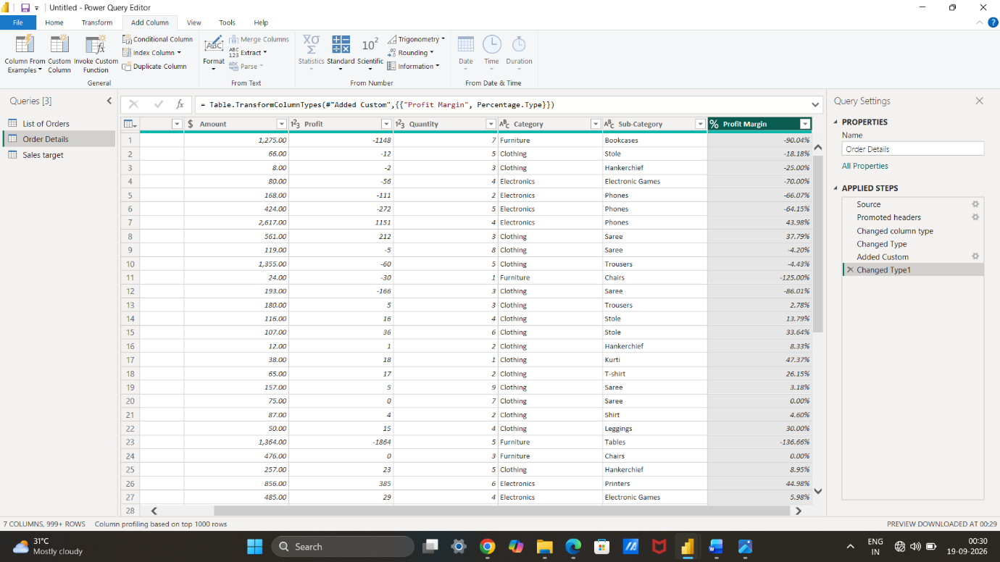 Untitled - Power Query Editor
File Home Transform Add Column View Tools Help
Column From Examples
Custom Column
Invoke Custom Function
Conditional Column
Index Column
Duplicate Column
General
Format
Merge Columns
Extract
Parse
From Text
Statistics
Standard
Scientific
Trigonometry
Rounding
Information
From Number
Date
Time
Duration
From Date & Time
Queries [3]
List of Orders
Order Details
Sales target
= Table.TransformColumnTypes(#"Added Custom",{{"Profit Margin", Percentage.Type}})
$ Amount 123 Profit 123 Quantity ABC Category ABC Sub-Category % Profit Margin
1 1,275.00 -1148 7 Furniture Bookcases -90.04%
2 66.00 -12 5 Clothing Stole -18.18%
3 8.00 -2 3 Clothing Hankerchief -25.00%
4 80.00 -56 4 Electronics Electronic Games -70.00%
5 168.00 -111 2 Electronics Phones -66.07%
6 424.00 -272 5 Electronics Phones -64.15%
7 2,617.00 1151 4 Electronics Phones 43.98%
8 561.00 212 3 Clothing Saree 37.79%
9 119.00 -5 8 Clothing Saree -4.20%
10 1,355.00 -60 5 Clothing Trousers -4.43%
11 24.00 -30 1 Furniture Chairs -125.00%
12 193.00 -166 3 Clothing Saree -86.01%
13 180.00 5 3 Clothing Trousers 2.78%
14 116.00 16 4 Clothing Stole 13.79%
15 107.00 36 6 Clothing Stole 33.64%
16 12.00 1 2 Clothing Hankerchief 8.33%
17 38.00 18 1 Clothing Kurti 47.37%
18 65.00 17 2 Clothing T-shirt 26.15%
19 157.00 5 9 Clothing Saree 3.18%
20 75.00 0 7 Clothing Saree 0.00%
21 87.00 4 2 Clothing Shirt 4.60%
22 50.00 15 4 Clothing Leggings 30.00%
23 1,364.00 -1864 5 Furniture Tables -136.66%
24 476.00 0 3 Furniture Chairs 0.00%
25 257.00 23 5 Clothing Hankerchief 8.95%
26 856.00 385 6 Electronics Printers 44.98%
27 485.00 29 4 Electronics Electronic Games 5.98%
28
Query Settings
PROPERTIES
Name
Order Details
All Properties
APPLIED STEPS
Source
Promoted headers
Changed column type
Changed Type
Added Custom
Changed Type1
7 COLUMNS, 999+ ROWS Column profiling based on top 1000 rows
PREVIEW DOWNLOADED AT 00:29
31°C
Mostly cloudy
Search
ENG
IN
00:30
19-09-2026